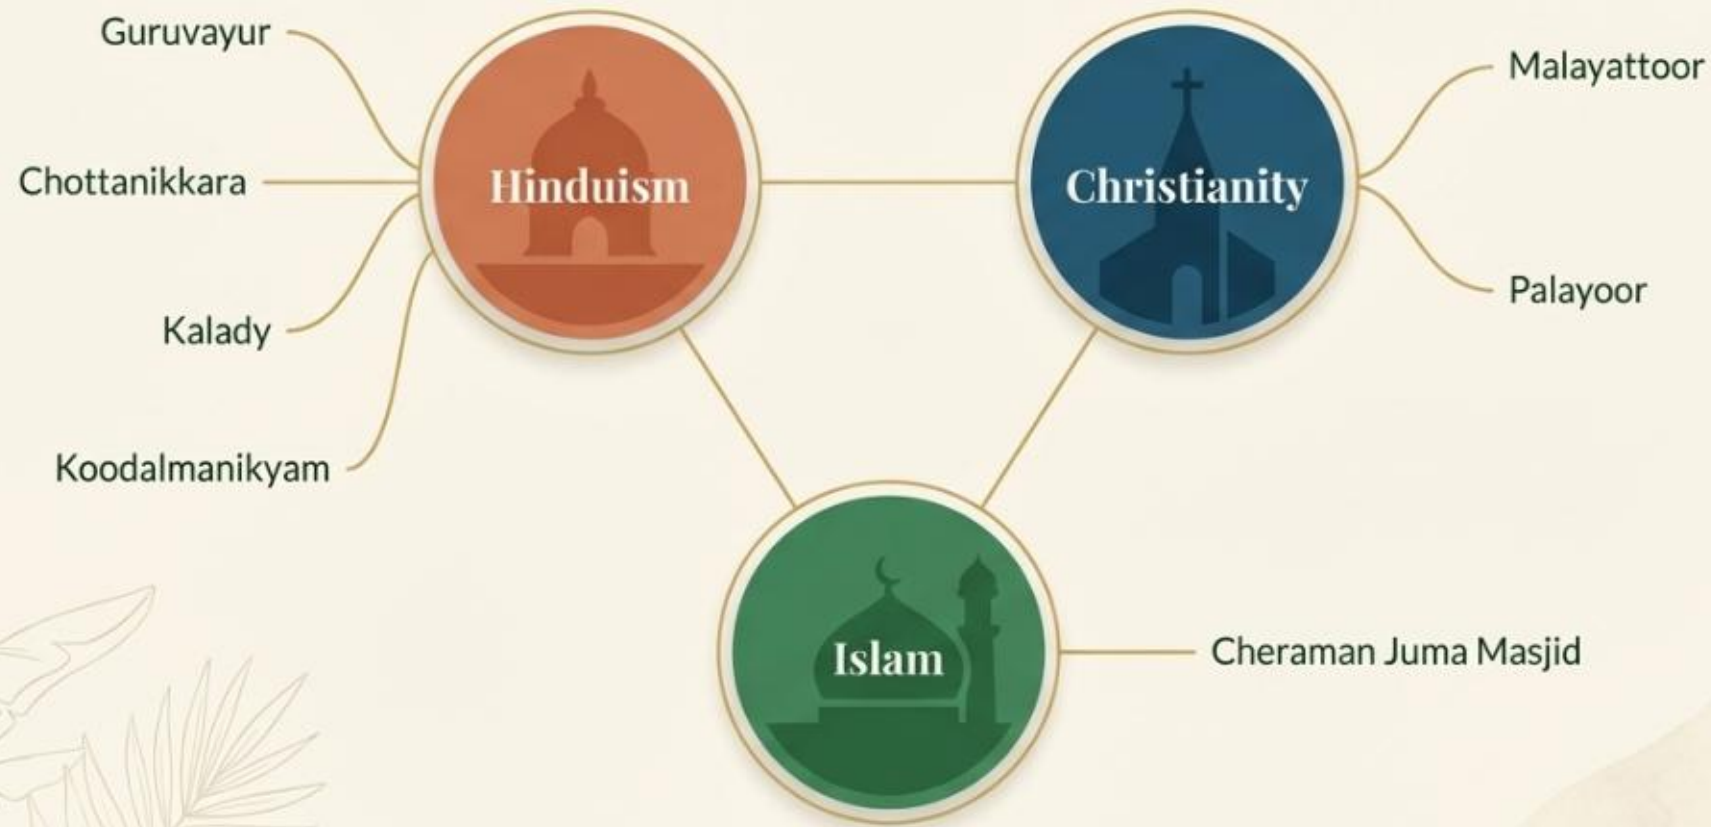 Guruvayur
Chottanikkara
Kalady
Koodalmanikyam
Hinduism
Christianity
Malayattoor
Palayoor
Islam
Cheraman Juma Masjid